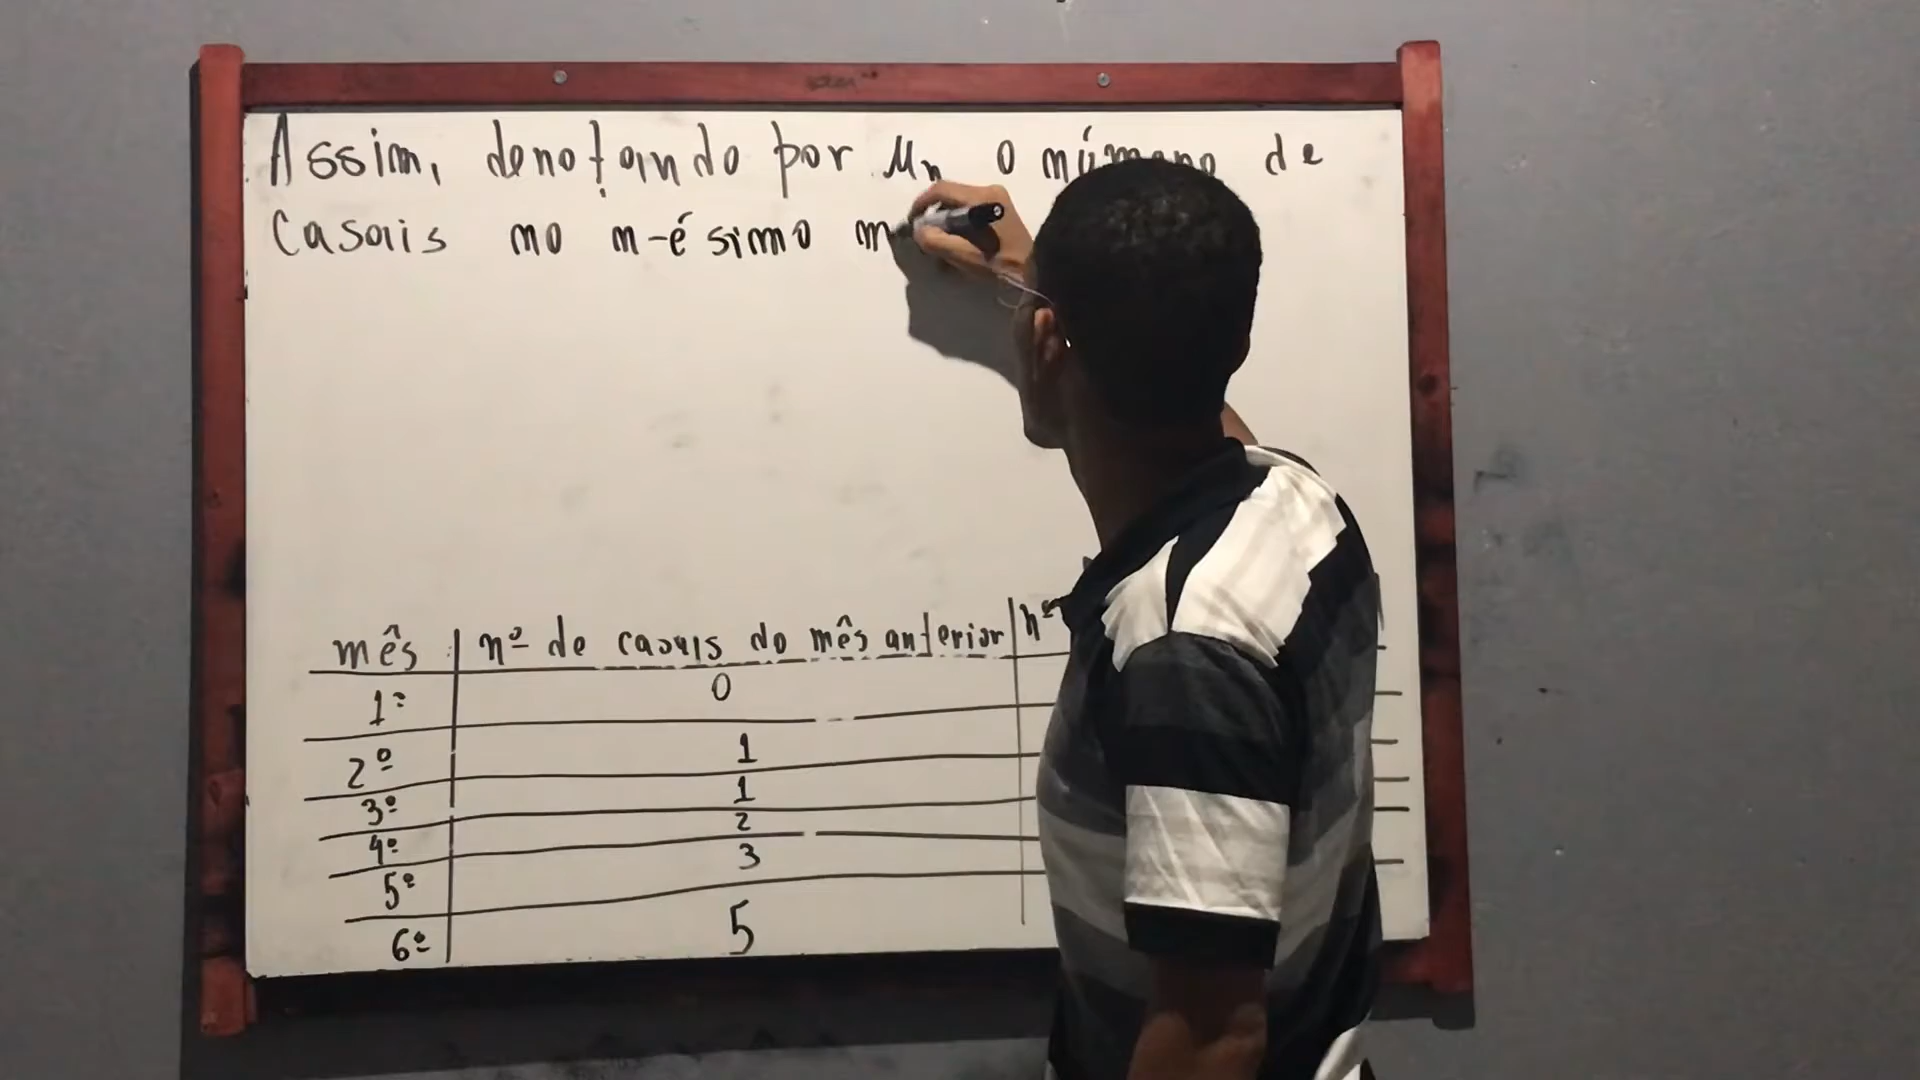 Assim, denotando por un o número de
casais no n-ésimo m
mês nº de casais do mês anterior nº
1º 0
2º 1
3º 1
4º 2
5º 3
6º 5